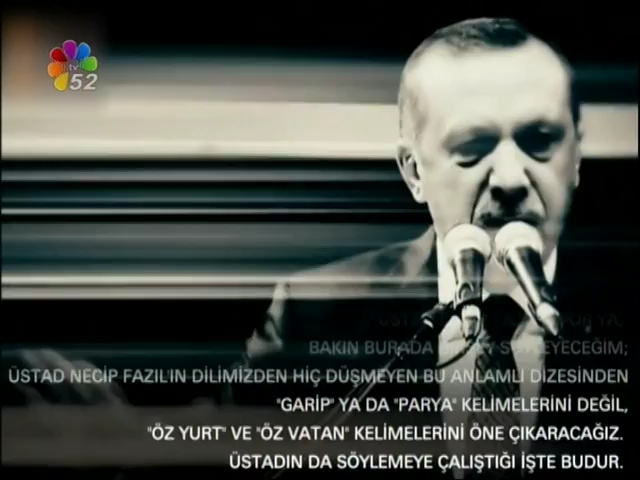 tv
52
BAKIN BURADA
ÜSTAD NECİP FAZIL'IN DİLİMİZDEN HİÇ DÜŞMEYEN BU ANLAMLI DİZESİNDEN
"GARİP" YA DA "PARYA" KELİMELERİNİ DEĞİL,
"ÖZ YURT" VE "ÖZ VATAN" KELİMELERİNİ ÖNE ÇIKARACAĞIZ.
ÜSTADIN DA SÖYLEMEYE ÇALIŞTIĞI İŞTE BUDUR.